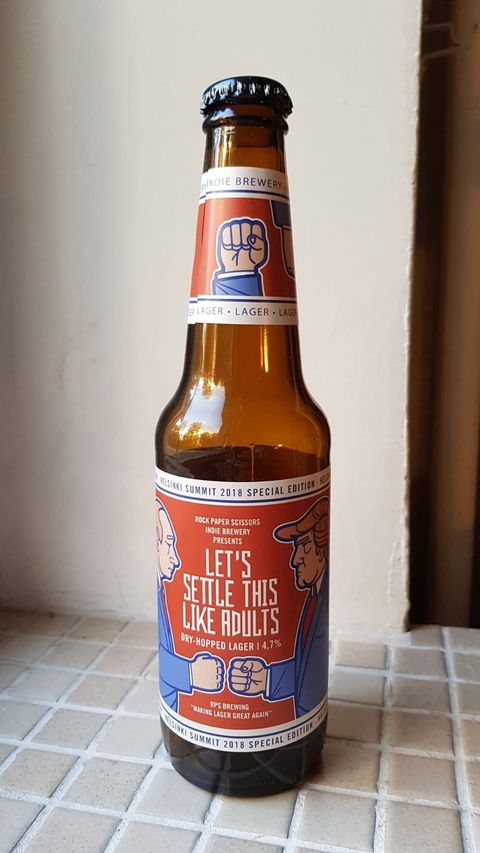 INDIE BREWERY ·
LAGER · LAGER ·
HELSINKI SUMMIT 2018 SPECIAL EDITION ·
ROCK PAPER SCISSORS
INDIE BREWERY
PRESENTS
LET'S
SETTLE THIS
LIKE ADULTS
DRY-HOPPED LAGER | 4,7%
RPS BREWING
"MAKING LAGER GREAT AGAIN"
HELSINKI SUMMIT 2018 SPECIAL EDITION ·